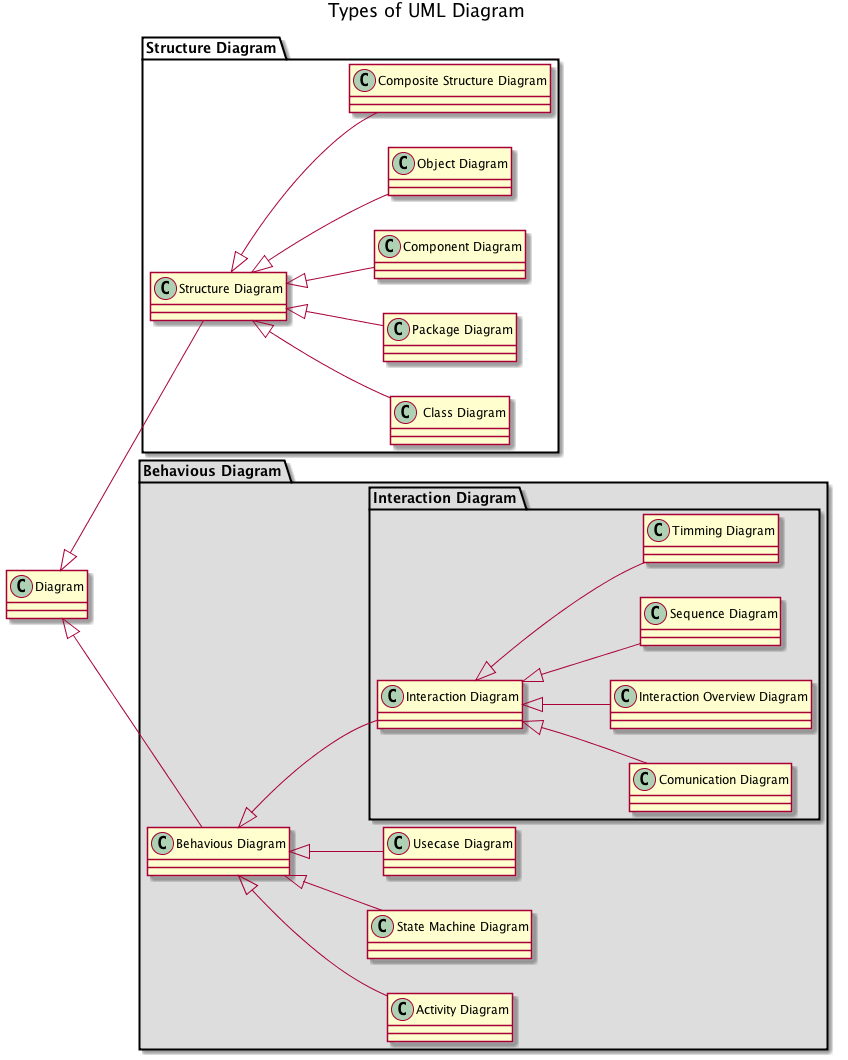 Types of UML Diagram
Structure Diagram
C Composite Structure Diagram
C Object Diagram
C Component Diagram
C Structure Diagram
C Package Diagram
C Class Diagram
Behavious Diagram
Interaction Diagram
C Timming Diagram
C Diagram
C Sequence Diagram
C Interaction Diagram
C Interaction Overview Diagram
C Comunication Diagram
C Behavious Diagram
C Usecase Diagram
C State Machine Diagram
C Activity Diagram